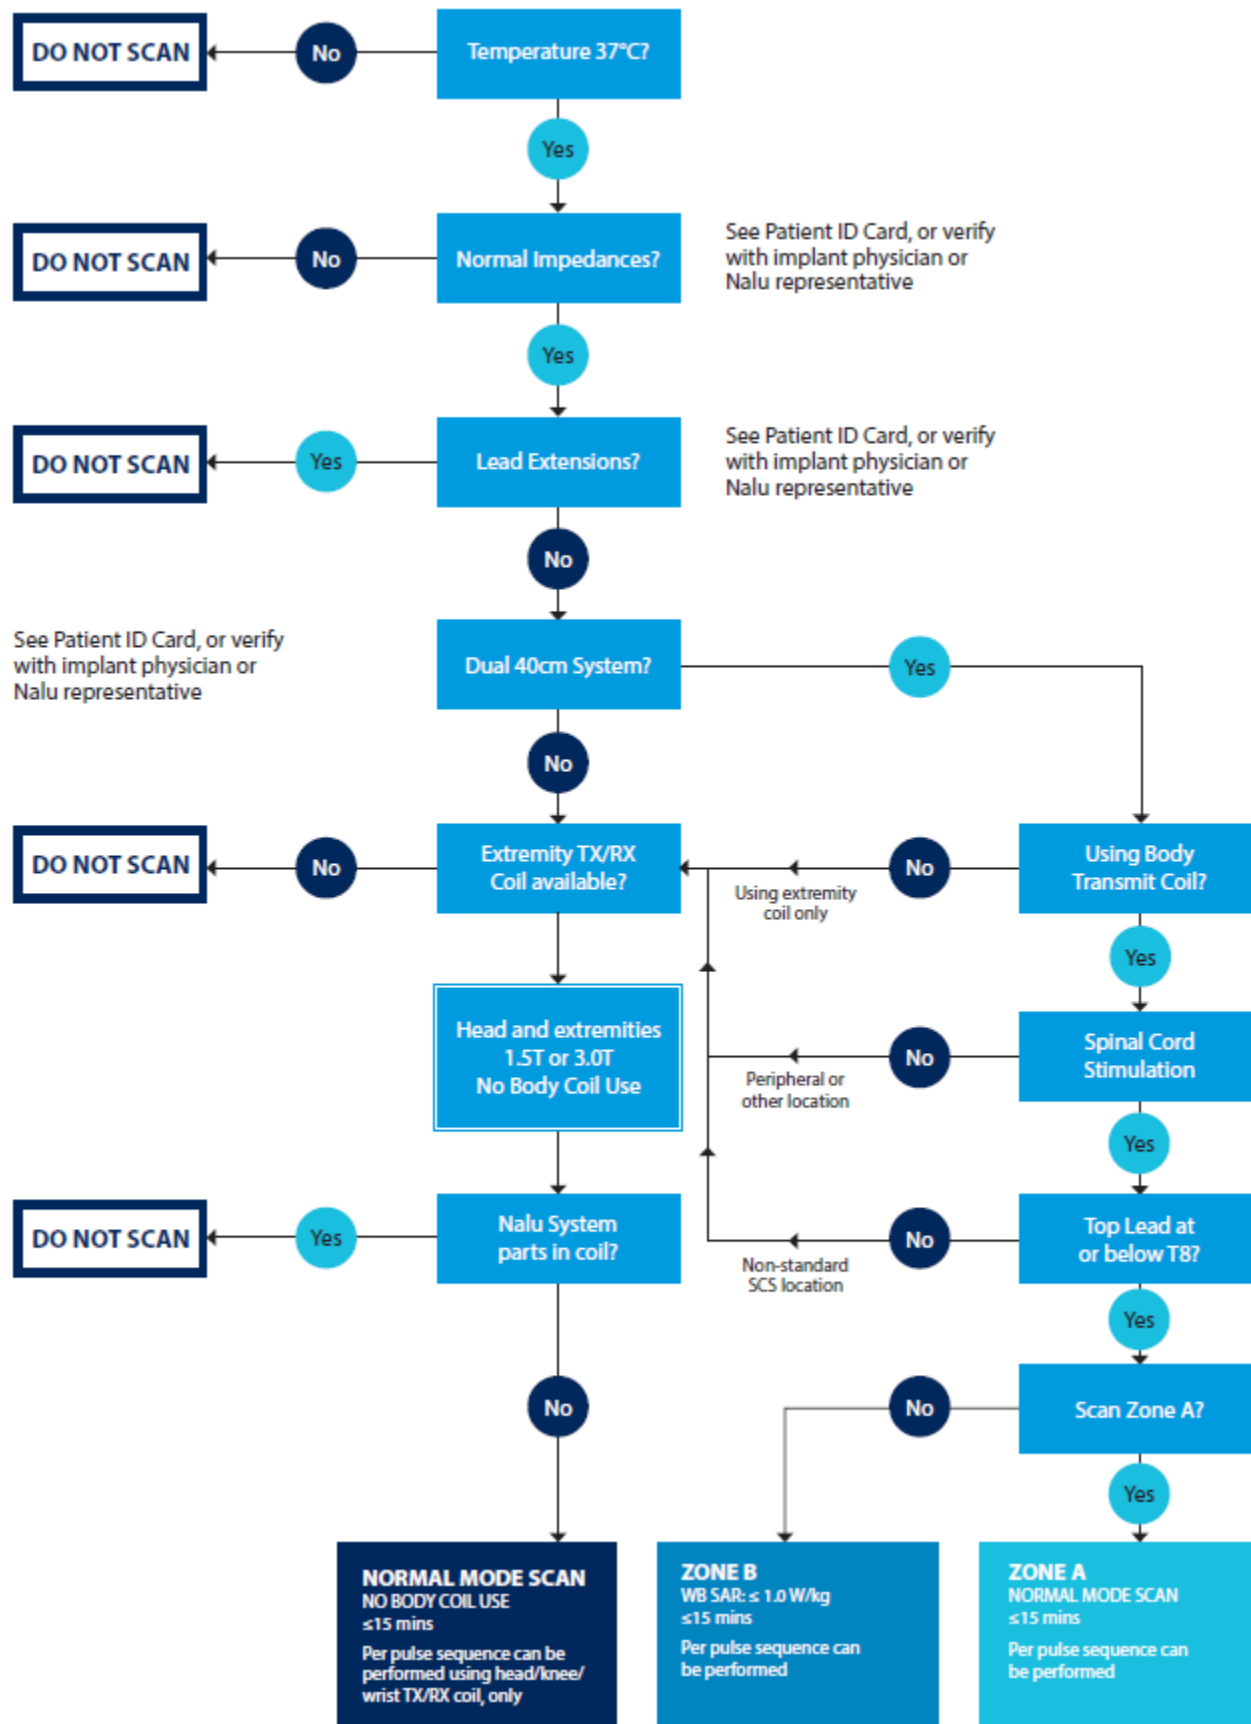 DO NOT SCAN
No
Temperature 37°C?
Yes
DO NOT SCAN
No
Normal Impedances?
See Patient ID Card, or verify
with implant physician or
Nalu representative
Yes
DO NOT SCAN
Yes
Lead Extensions?
See Patient ID Card, or verify
with implant physician or
Nalu representative
No
See Patient ID Card, or verify
with implant physician or
Nalu representative
Dual 40cm System?
Yes
No
DO NOT SCAN
No
Extremity TX/RX
Coil available?
Using extremity
coil only
No
Using Body
Transmit Coil?
Yes
Head and extremities
1.5T or 3.0T
No Body Coil Use
Peripheral or
other location
No
Spinal Cord
Stimulation
Yes
DO NOT SCAN
Yes
Nalu System
parts in coil?
Non-standard
SCS location
No
Top Lead at
or below T8?
Yes
No
No
Scan Zone A?
Yes
NORMAL MODE SCAN
NO BODY COIL USE
≤15 mins
Per pulse sequence can be
performed using head/knee/
wrist TX/RX coil, only
ZONE B
WB SAR: ≤ 1.0 W/kg
≤15 mins
Per pulse sequence can
be performed
ZONE A
NORMAL MODE SCAN
≤15 mins
Per pulse sequence can
be performed